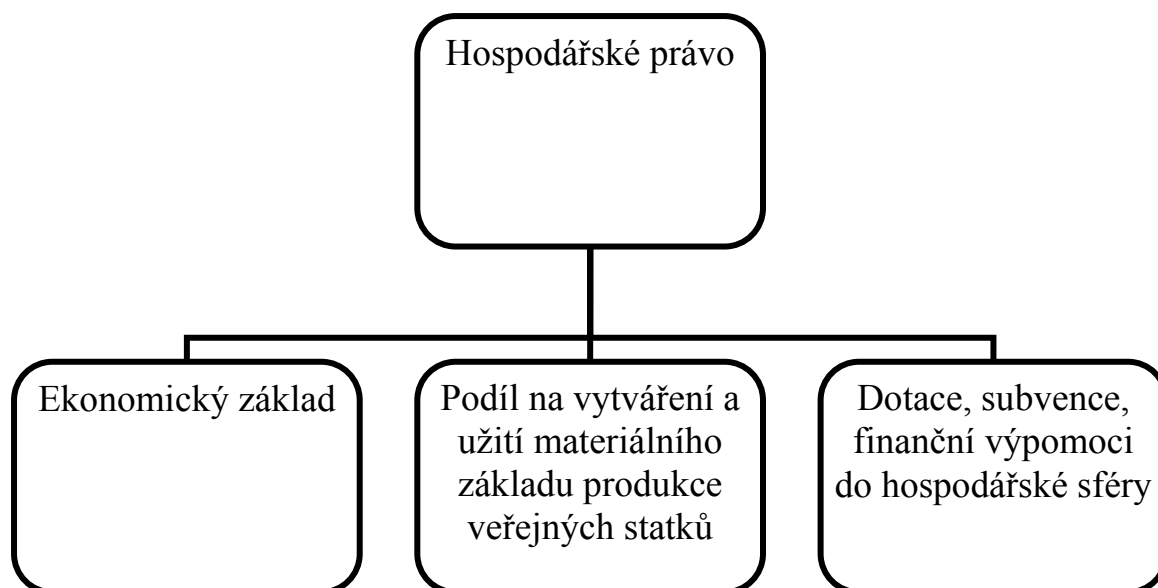 Hospodářské právo
Ekonomický základ
Podíl na vytváření a
užití materiálního
základu produkce
veřejných statků
Dotace, subvence,
finanční výpomoci
do hospodářské sféry